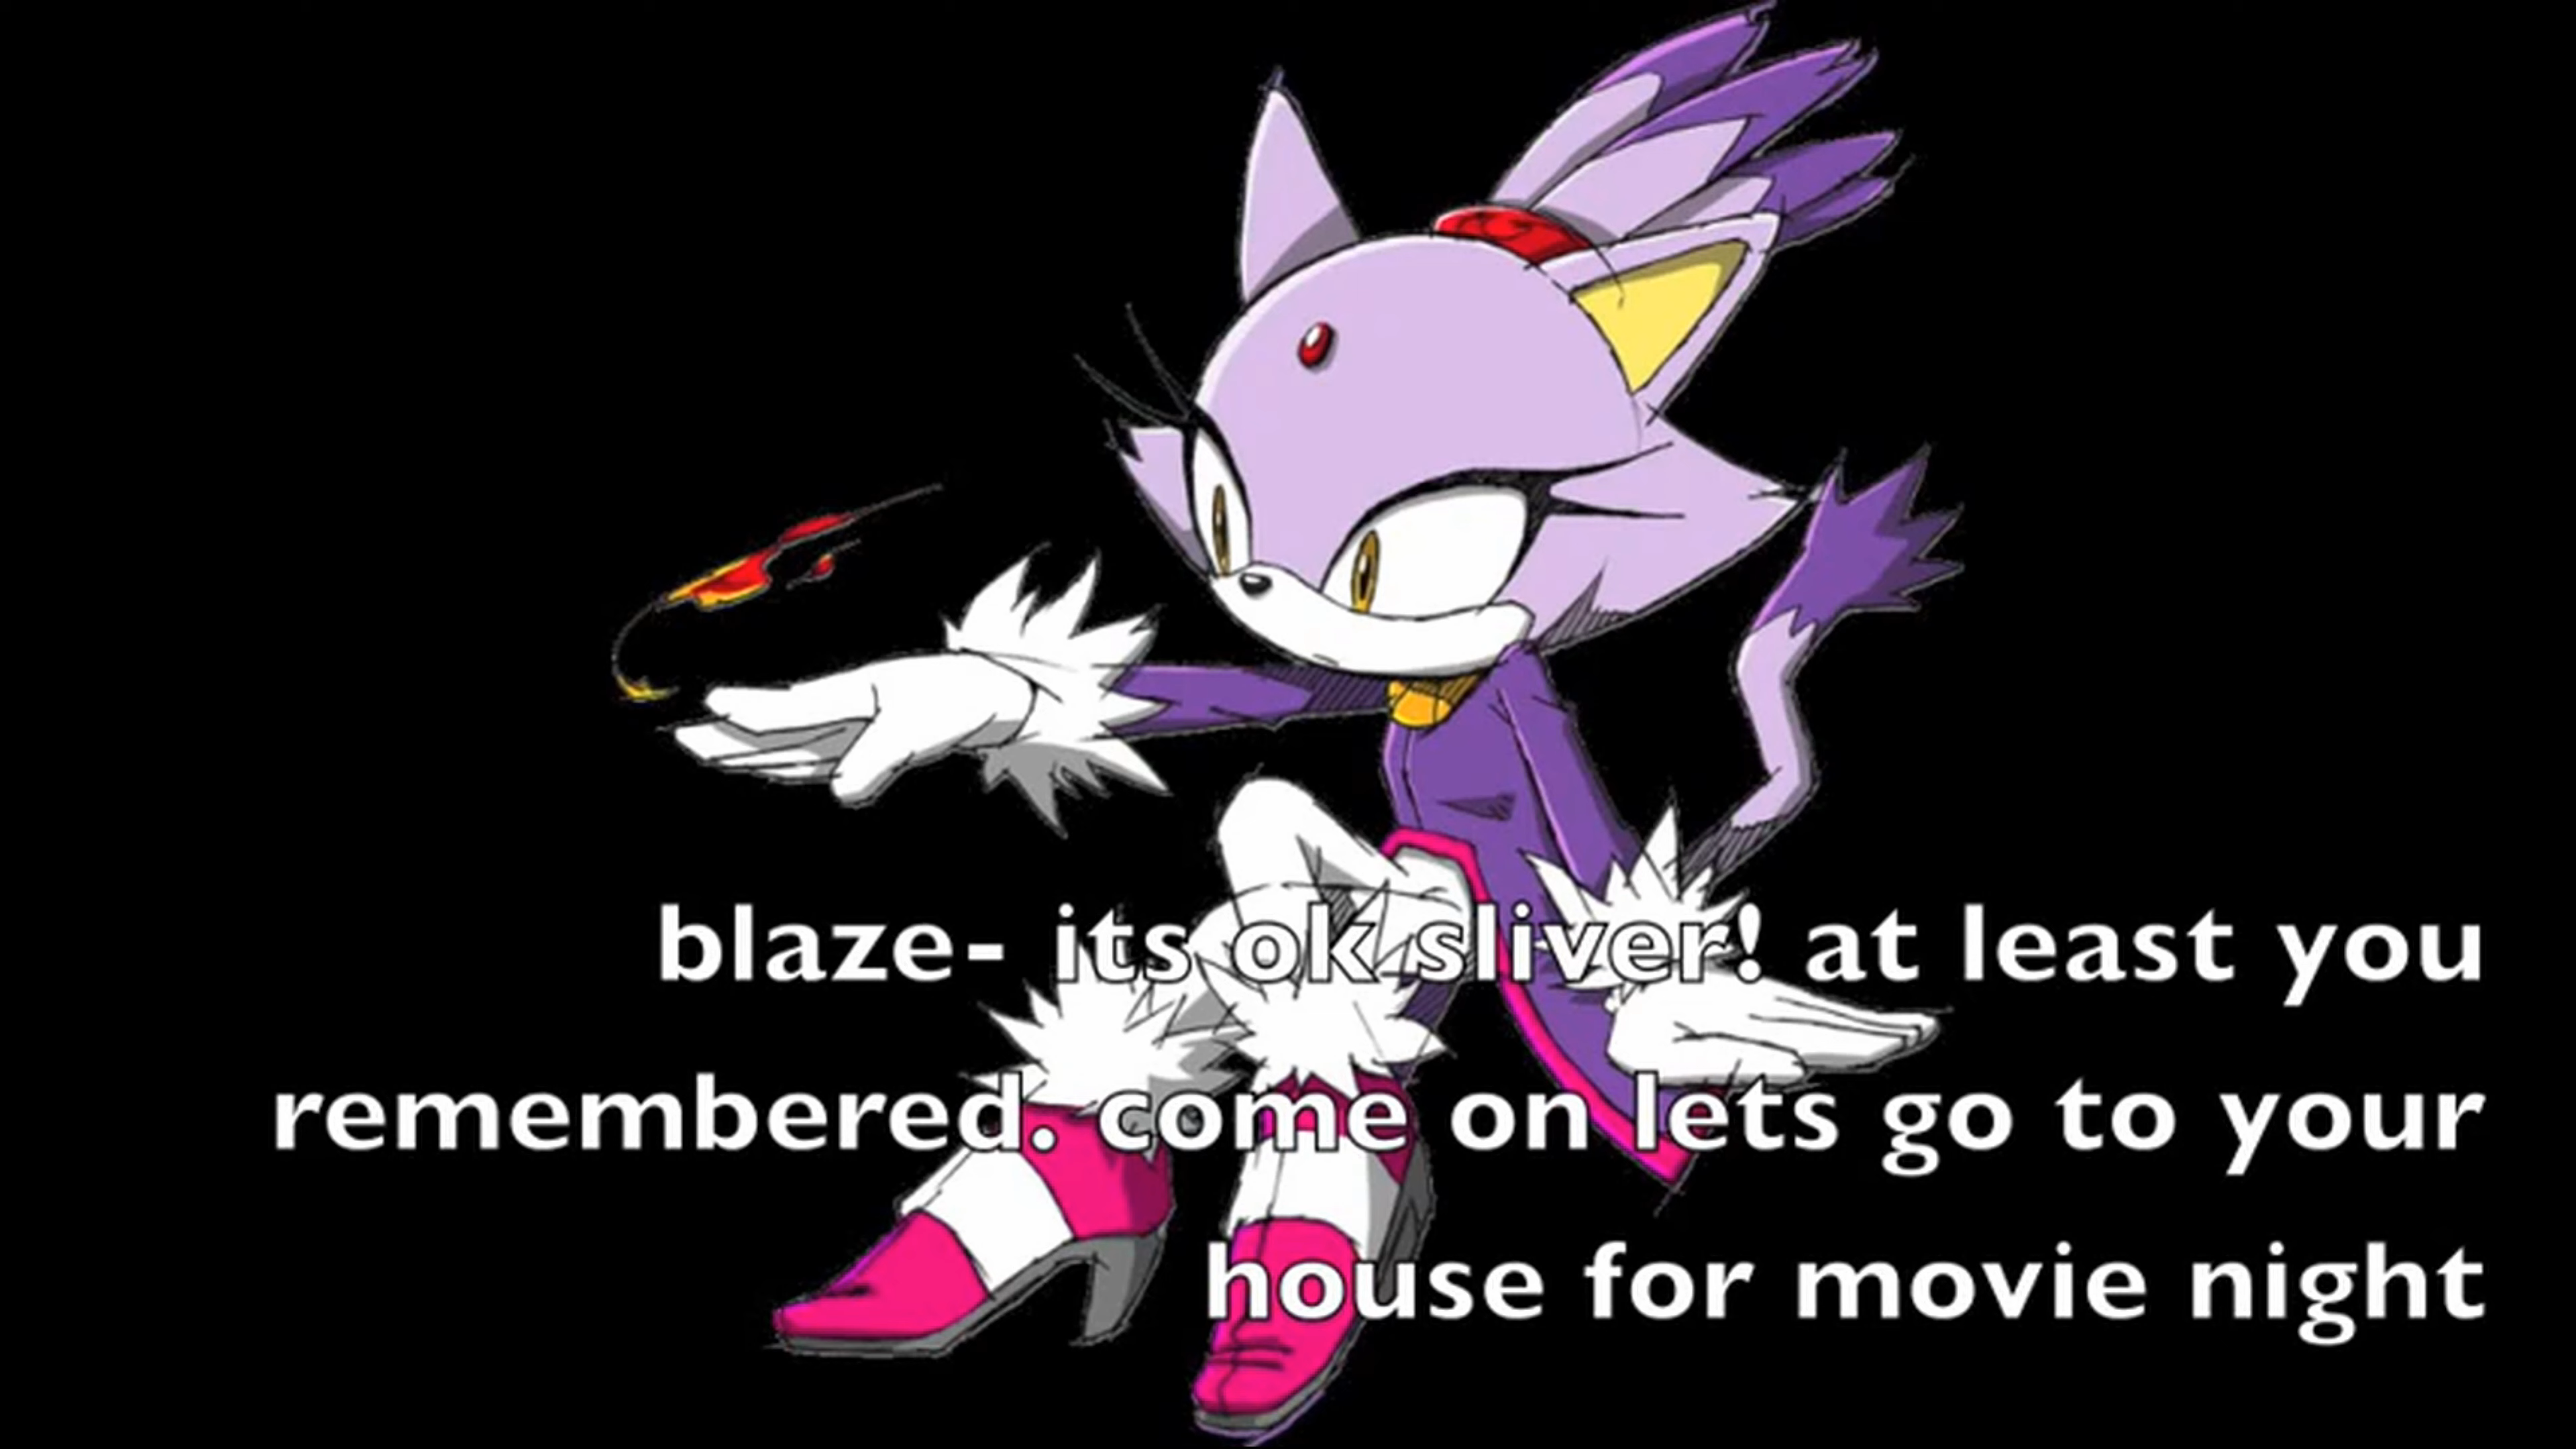 blaze- its ok sliver! at least you
remembered. come on lets go to your
house for movie night